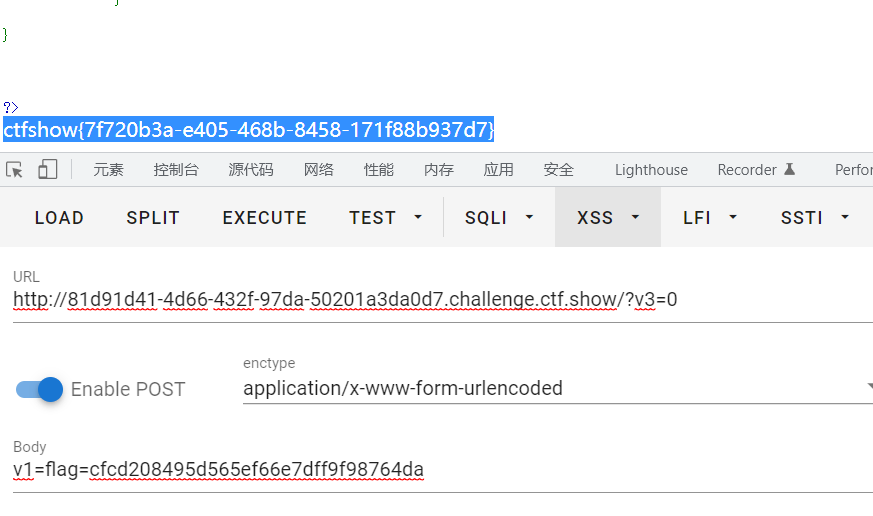 }
?>
ctfshow{7f720b3a-e405-468b-8458-171f88b937d7}
元素 控制台 源代码 网络 性能 内存 应用 安全 Lighthouse Recorder Perfor
LOAD SPLIT EXECUTE TEST SQLI XSS LFI SSTI
URL
http://81d91d41-4d66-432f-97da-50201a3da0d7.challenge.ctf.show/?v3=0
enctype
Enable POST application/x-www-form-urlencoded
Body
v1=flag=cfcd208495d565ef66e7dff9f98764da